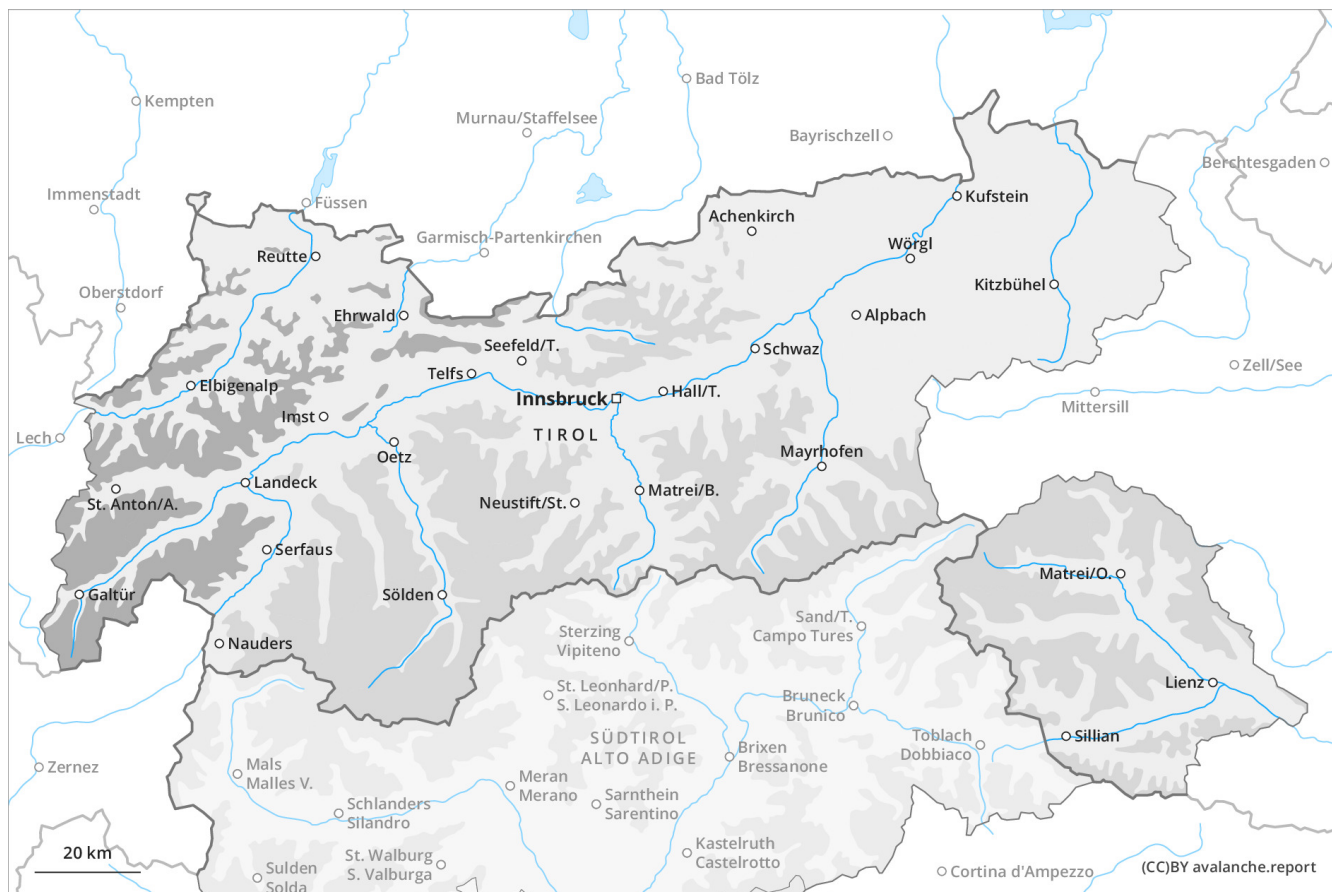 Kempten
Bad Tölz
Murnau/Staffelsee
Bayrischzell
Berchtesgaden
Immenstadt
Füssen
Kufstein
Achenkirch
Garmisch-Partenkirchen
Wörgl
Reutte
Oberstdorf
Kitzbühel
Ehrwald
Alpbach
Seefeld/T.
Schwaz
Zell/See
Telfs
Elbigenalp
Hall/T.
Innsbruck
Mittersill
Imst
Lech
TIROL
Oetz
Mayrhofen
Landeck
Matrei/B.
St. Anton/A.
Neustift/St.
Serfaus
Matrei/O.
Galtür
Sölden
Sand/T.
Campo Tures
Sterzing
Vipiteno
Nauders
Lienz
St. Leonhard/P.
S. Leonardo i. P.
Bruneck
Brunico
Toblach
Dobbiaco
Sillian
SÜDTIROL
ALTO ADIGE
Brixen
Bressanone
Zernez
Mals
Malles V.
Meran
Merano
Schlanders
Silandro
Sarnthein
Sarentino
Kastelruth
Castelrotto
20 km
St. Walburg
S. Valburga
Sulden
Solda
Cortina d'Ampezzo
(CC)BY avalanche.report